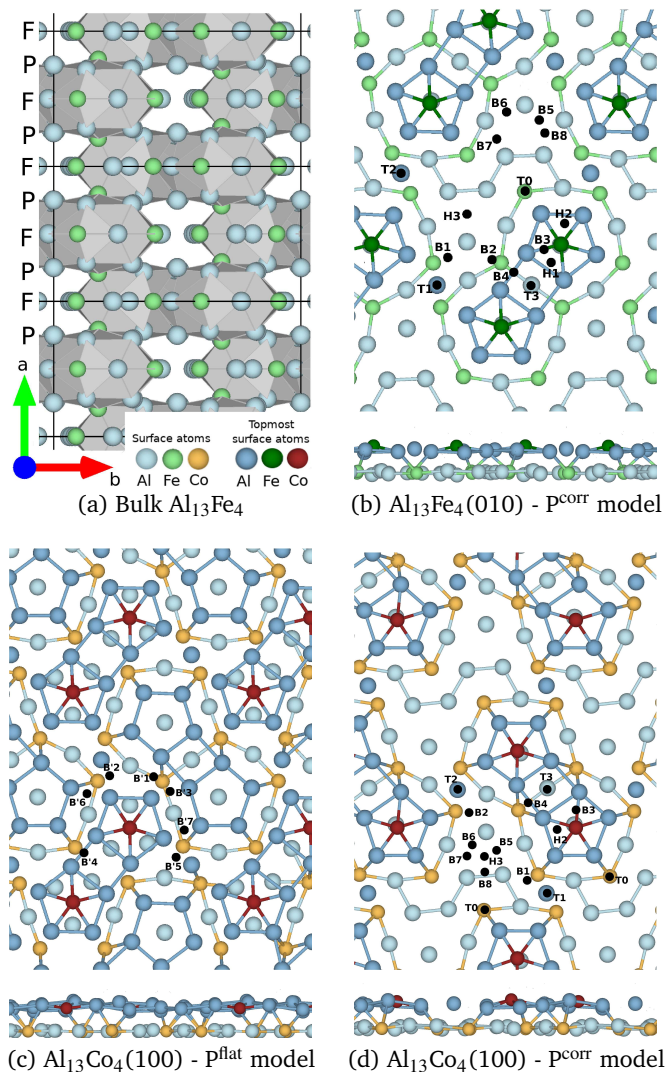 F
P
F
P
F
P
F
P
F
P
a
b
Surface atoms
Al Fe Co
Topmost
surface atoms
Al Fe Co
(a) Bulk Al13Fe4
B6
B5
B7
B8
T2
T0
H3
H2
B1
B2
B3
B4
H1
T1
T3
(b) Al13Fe4(010) - Pcorr model
B'2
B'1
B'6
B'3
B'7
B'4
B'5
(c) Al13Co4(100) - Pflat model
T2
T3
B4
B3
B2
H2
B6
B5
B7
H3
B8
B1
T0
T1
T0
(d) Al13Co4(100) - Pcorr model